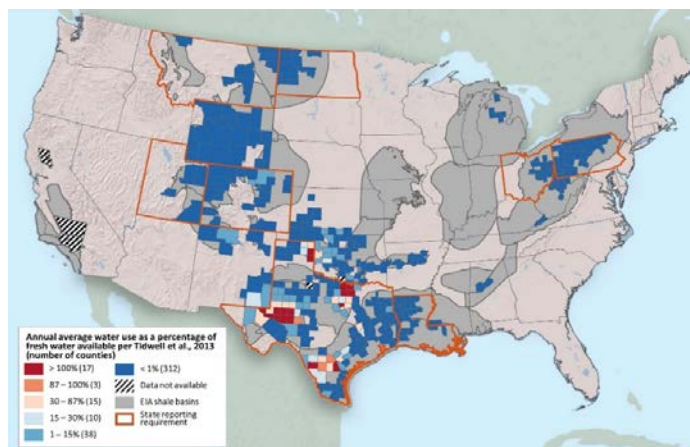 Annual average water use as a percentage of
fresh water available per Tidwell et al., 2013
(number of counties)
> 100% (17)
87 – 100% (3)
30 – 87% (15)
15 – 30% (10)
1 – 15% (38)
< 1% (312)
Data not available
EIA shale basins
State reporting
requirement